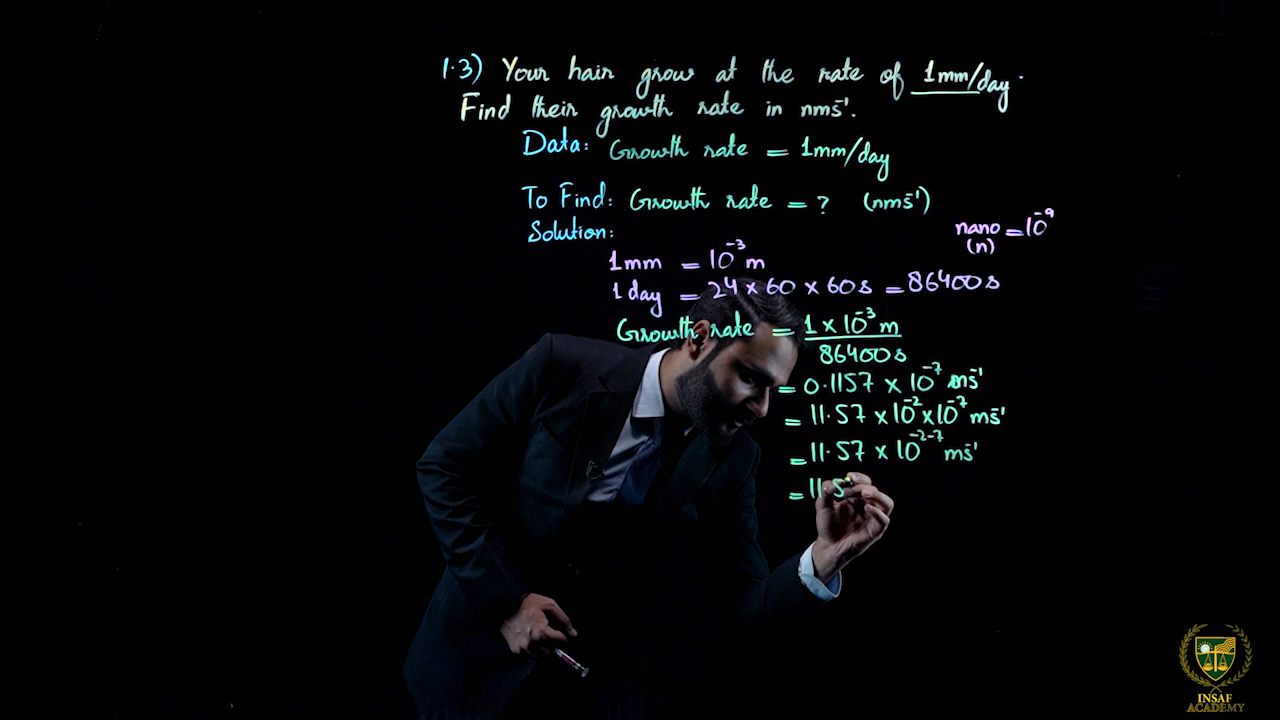 1.3) Your hair grow at the rate of 1mm/day.
Find their growth rate in nms⁻¹.
Data: Growth rate = 1mm/day
To Find: Growth rate = ? (nms⁻¹)
Solution:
nano (n) = 10⁻⁹
1mm = 10⁻³ m
1 day = 24 × 60 × 60s = 86400s
Growth rate = 1 × 10⁻³ m
86400s
= 0.1157 × 10⁻⁷ ms⁻¹
= 11.57 × 10⁻² × 10⁻⁷ ms⁻¹
= 11.57 × 10⁻²⁻⁷ ms⁻¹
= 11.5
INSAF
ACADEMY